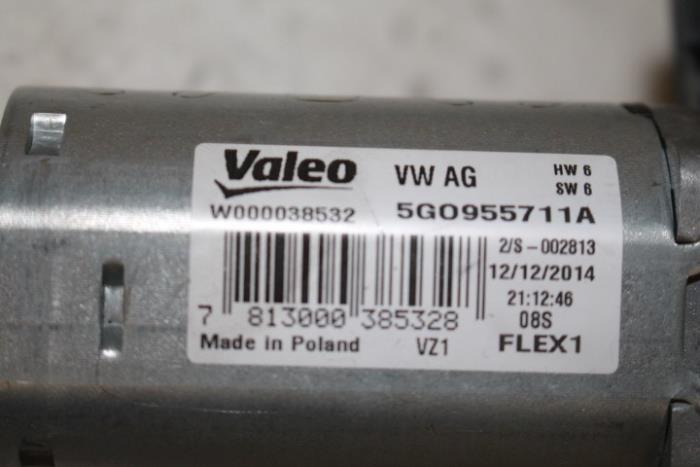 Valeo VW AG HW 6
SW 6
W000038532 5G0955711A
2/S-002813
12/12/2014
21:12:46
7 813000 385328 08S
Made in Poland VZ1 FLEX1